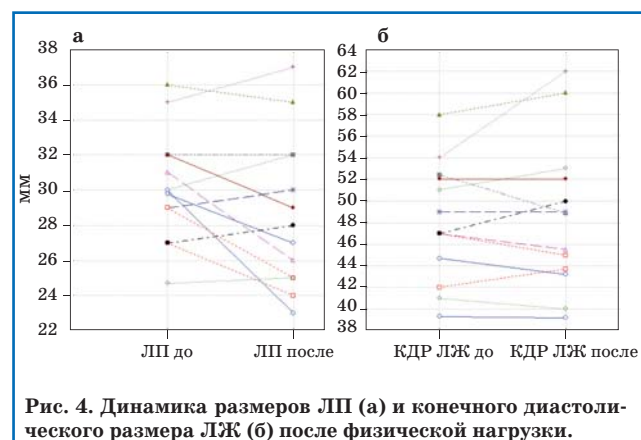 а
б
мм
38
36
34
32
30
28
26
24
22
64
62
60
58
56
54
52
50
48
46
44
42
40
38
ЛП до
ЛП после
КДР ЛЖ до
КДР ЛЖ после
Рис. 4. Динамика размеров ЛП (а) и конечного диастоли-
ческого размера ЛЖ (б) после физической нагрузки.